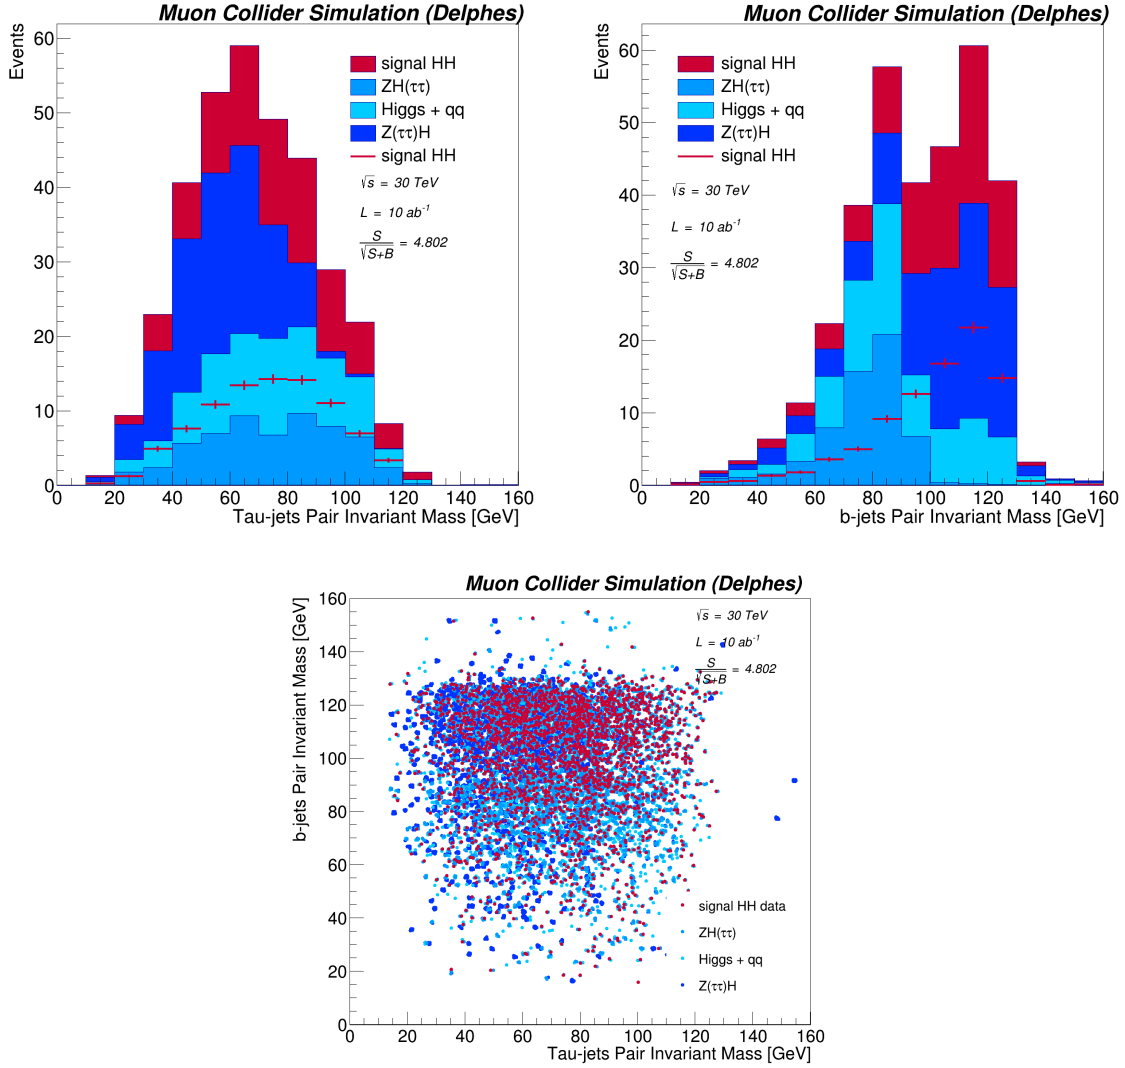 Muon Collider Simulation (Delphes)
Events
60
50
40
30
20
10
0
signal HH
ZH(ττ)
Higgs + qq
Z(ττ)H
signal HH
√s = 30 TeV
L = 10 ab⁻¹
S
√S+B = 4.802
0 20 40 60 80 100 120 140 160
Tau-jets Pair Invariant Mass [GeV]
Muon Collider Simulation (Delphes)
Events
60
50
40
30
20
10
0
signal HH
ZH(ττ)
Higgs + qq
Z(ττ)H
signal HH
√s = 30 TeV
L = 10 ab⁻¹
S
√S+B = 4.802
0 20 40 60 80 100 120 140 160
b-jets Pair Invariant Mass [GeV]
Muon Collider Simulation (Delphes)
b-jets Pair Invariant Mass [GeV]
160
140
120
100
80
60
40
20
0
√s = 30 TeV
L = 10 ab⁻¹
S
√S+B = 4.802
signal HH data
ZH(ττ)
Higgs + qq
Z(ττ)H
0 20 40 60 80 100 120 140 160
Tau-jets Pair Invariant Mass [GeV]